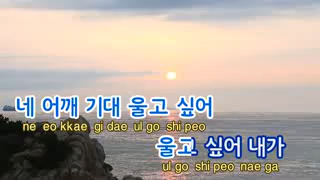 네 어깨 기대 울고 싶어
ne eo kkae gi dae ul go shi peo
울고 싶어 내가
ul go shi peo nae ga